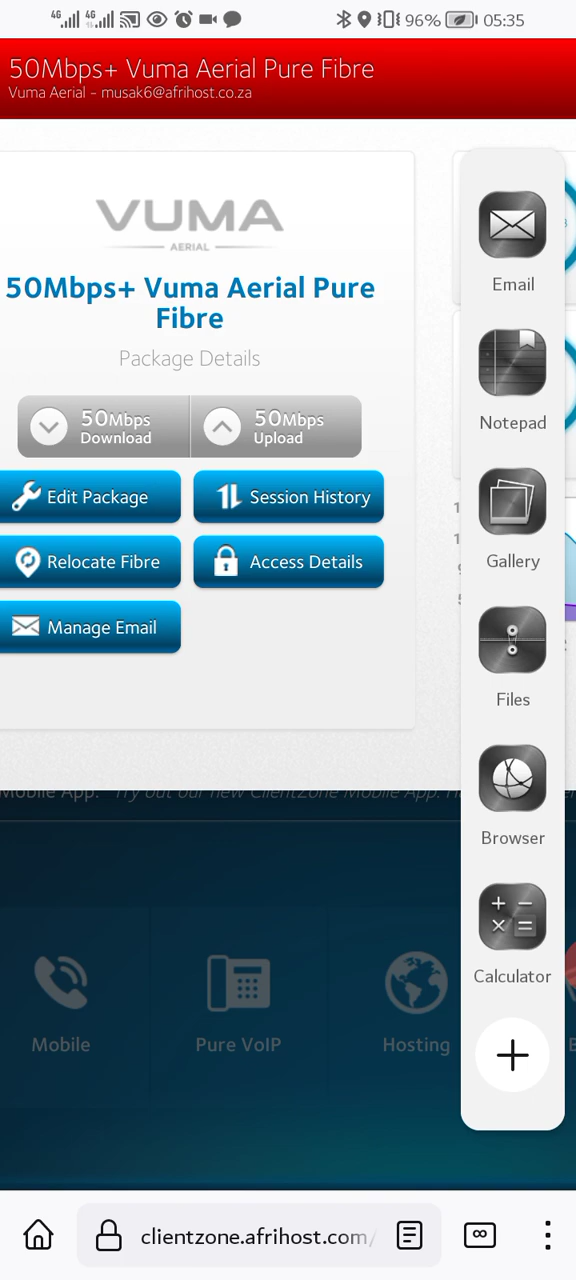 4G 4G 96% 05:35
50Mbps+ Vuma Aerial Pure Fibre
Vuma Aerial - musak6@afrihost.co.za
VUMA
AERIAL
50Mbps+ Vuma Aerial Pure
Fibre
Package Details
50Mbps
Download
50Mbps
Upload
Edit Package
Session History
Relocate Fibre
Access Details
Manage Email
Email
Notepad
Gallery
Files
Browser
Calculator
Mobile App. Try out our new ClientZone Mobile App.
Mobile
Pure VoIP
Hosting
clientzone.afrihost.com/